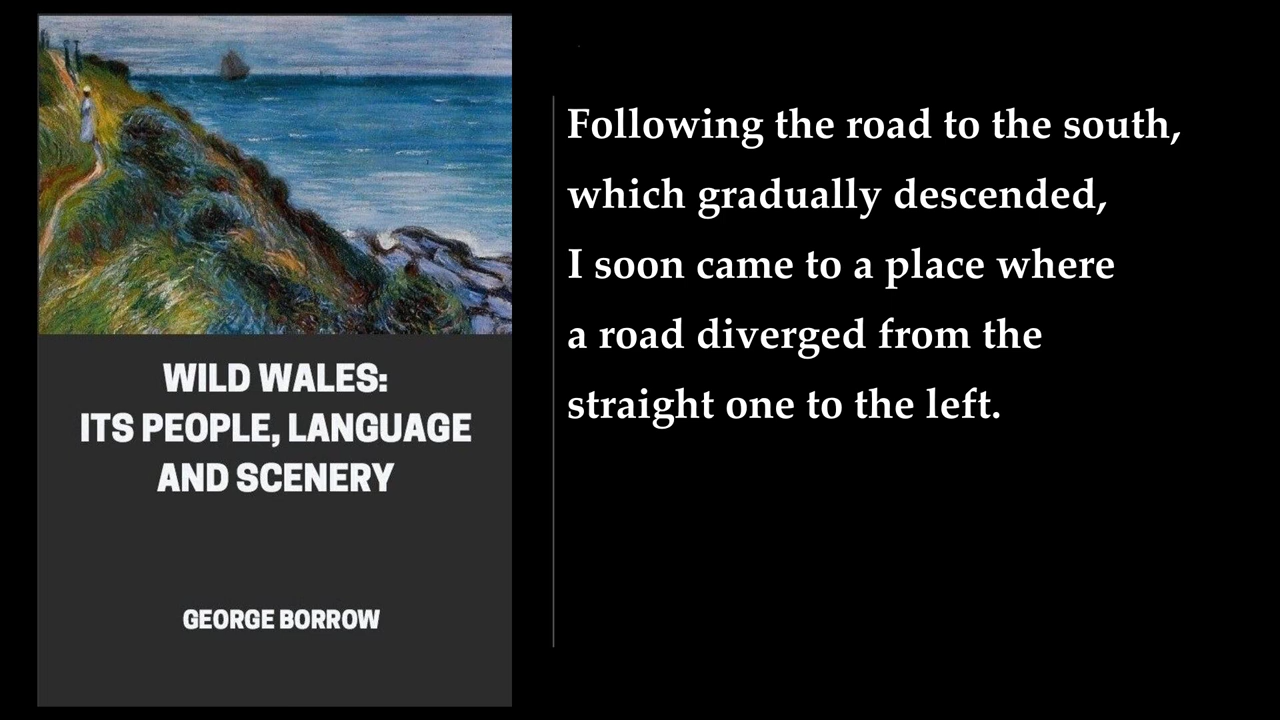 WILD WALES:
ITS PEOPLE, LANGUAGE
AND SCENERY
GEORGE BORROW
Following the road to the south,
which gradually descended,
I soon came to a place where
a road diverged from the
straight one to the left.